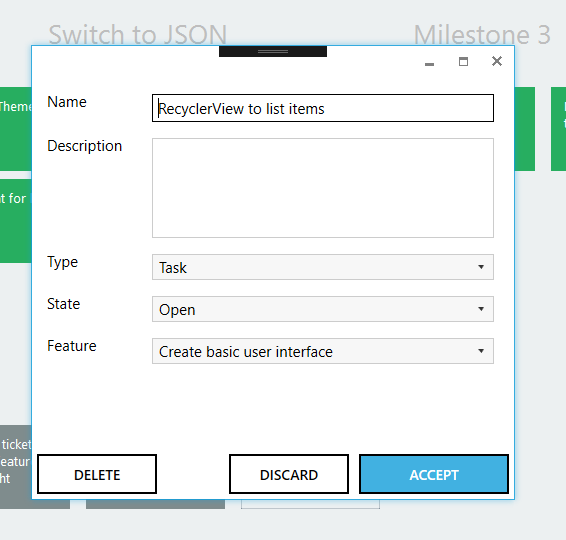 Switch to JSON
Milestone 3
Theme
Name
RecyclerView to list items
Description
t for
Type
Task
State
Open
Feature
Create basic user interface
ticket
eatur
ht
DELETE
DISCARD
ACCEPT